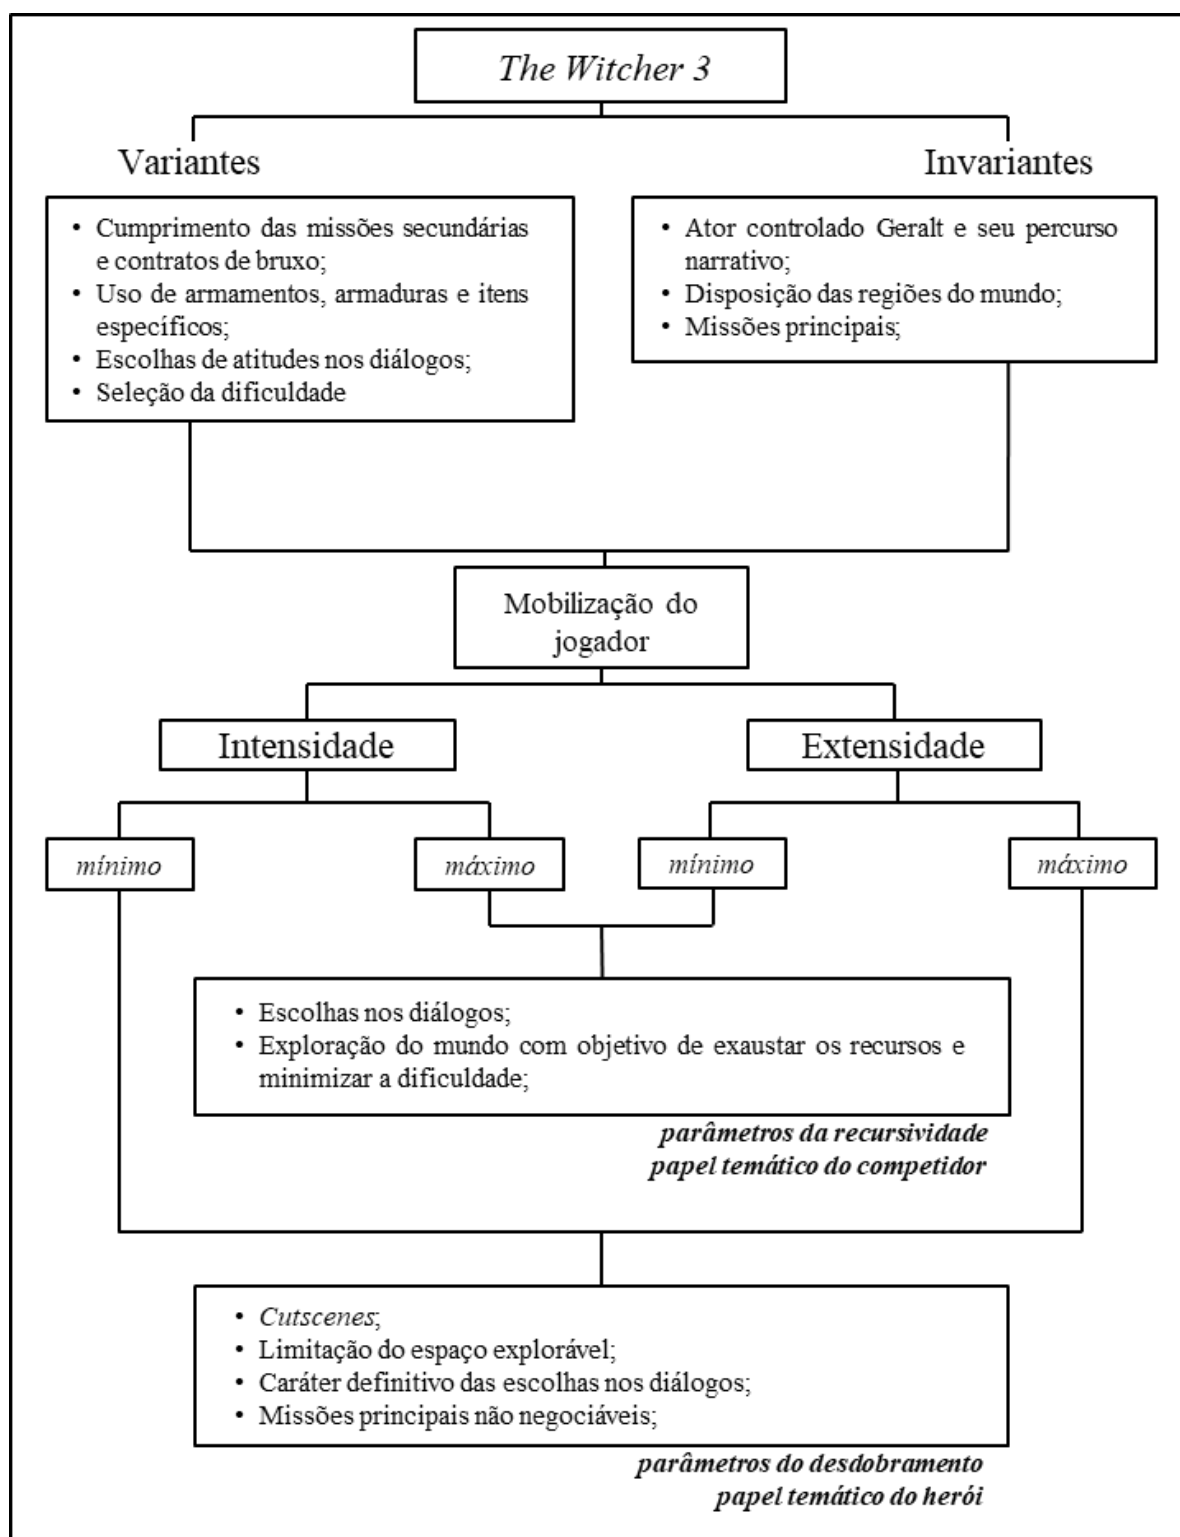 The Witcher 3
Variantes
Invariantes
• Cumprimento das missões secundárias
e contratos de bruxo;
• Uso de armamentos, armaduras e itens
específicos;
• Escolhas de atitudes nos diálogos;
• Seleção da dificuldade
• Ator controlado Geralt e seu percurso
narrativo;
• Disposição das regiões do mundo;
• Missões principais;
Mobilização do
jogador
Intensidade
Extensidade
mínimo
máximo
mínimo
máximo
• Escolhas nos diálogos;
• Exploração do mundo com objetivo de exaustar os recursos e
minimizar a dificuldade;
parâmetros da recursividade
papel temático do competidor
• Cutscenes;
• Limitação do espaço explorável;
• Caráter definitivo das escolhas nos diálogos;
• Missões principais não negociáveis;
parâmetros do desdobramento
papel temático do herói